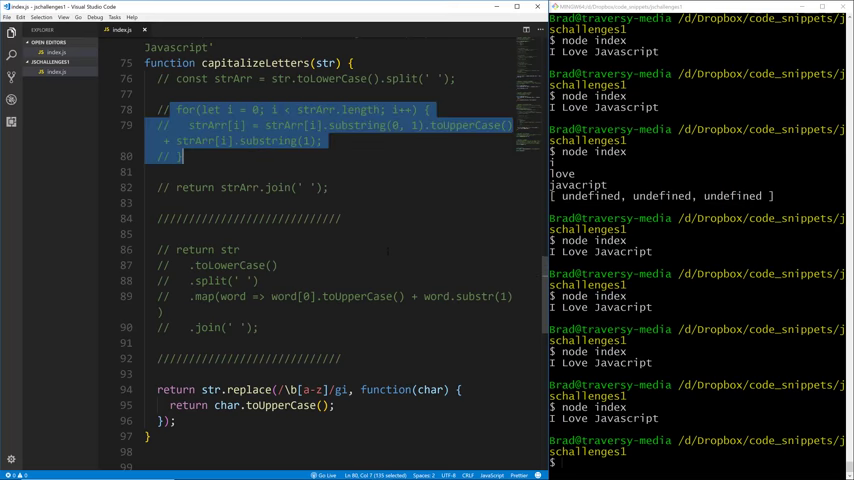 index.js - Visual Studio Code
File Edit Selection View Go Debug Tasks Help
EXPLORER
OPEN EDITORS
index.js
JSCHALLENGES1
index.js
index.js
Javascript'
75 function capitalizeLetters(str) {
76 // const strArr = str.toLowerCase().split(' ');
77
78 // for(let i = 0; i < strArr.length; i++) {
79 //   strArr[i] = strArr[i].substring(0, 1).toUpperCase()
+ strArr[i].substring(1);
80 // }
81
82 // return strArr.join(' ');
83
84 /////////////////////////////
85
86 // return str
87 //   .toLowerCase()
88 //   .split(' ')
89 //   .map(word => word[0].toUpperCase() + word.substr(1)
)
90 //   .join(' ');
91
92 /////////////////////////////
93
94 return str.replace(/\b[a-z]/gi, function(char) {
95 return char.toUpperCase();
96 });
97 }
98
99
0 0 Go Live Ln 80, Col 7 (135 selected) Spaces: 2 UTF-8 CRLF JavaScript Prettier
MINGW64:/d/Dropbox/code_snippets/jschallenges1
Brad@traversy-media /d/Dropbox/code_snippets/j
schallenges1
$ node index
I Love Javascript
Brad@traversy-media /d/Dropbox/code_snippets/j
schallenges1
$ node index
I Love Javascript
Brad@traversy-media /d/Dropbox/code_snippets/j
schallenges1
$ node index
i
love
javacript
[ undefined, undefined, undefined ]
Brad@traversy-media /d/Dropbox/code_snippets/j
schallenges1
$ node index
I Love Javascript
Brad@traversy-media /d/Dropbox/code_snippets/j
schallenges1
$ node index
I Love Javascript
Brad@traversy-media /d/Dropbox/code_snippets/j
schallenges1
$ node index
I Love Javascript
Brad@traversy-media /d/Dropbox/code_snippets/j
schallenges1
$ node index
I Love Javascript
Brad@traversy-media /d/Dropbox/code_snippets/j
schallenges1
$